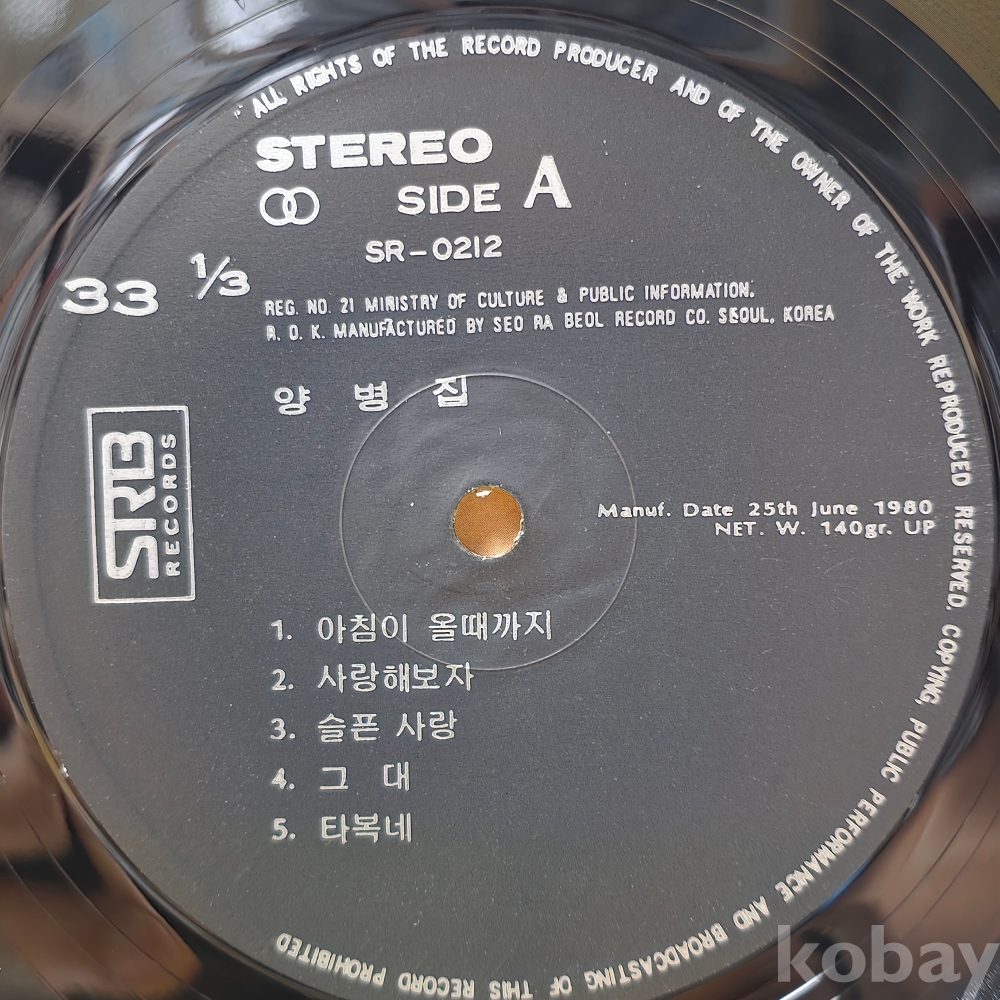 "ALL RIGHTS OF THE RECORD PRODUCER AND OF THE OWNER OF THE WORK REPRODUCED RESERVED. COPYING, PUBLIC PERFORMANCE AND BROADCASTING OF THIS RECORD PROHIBITED
STEREO
SIDE A
SR-0212
33 1/3
REG. NO. 21 MINISTRY OF CULTURE & PUBLIC INFORMATION.
R. O. K. MANUFACTURED BY SEO RA BEOL RECORD CO. SEOUL, KOREA
양 병 집
SRB
RECORDS
Manuf. Date 25th June 1980
NET. W. 140gr. UP
1. 아침이 올때까지
2. 사랑해보자
3. 슬픈 사랑
4. 그 대
5. 타복네
kobay